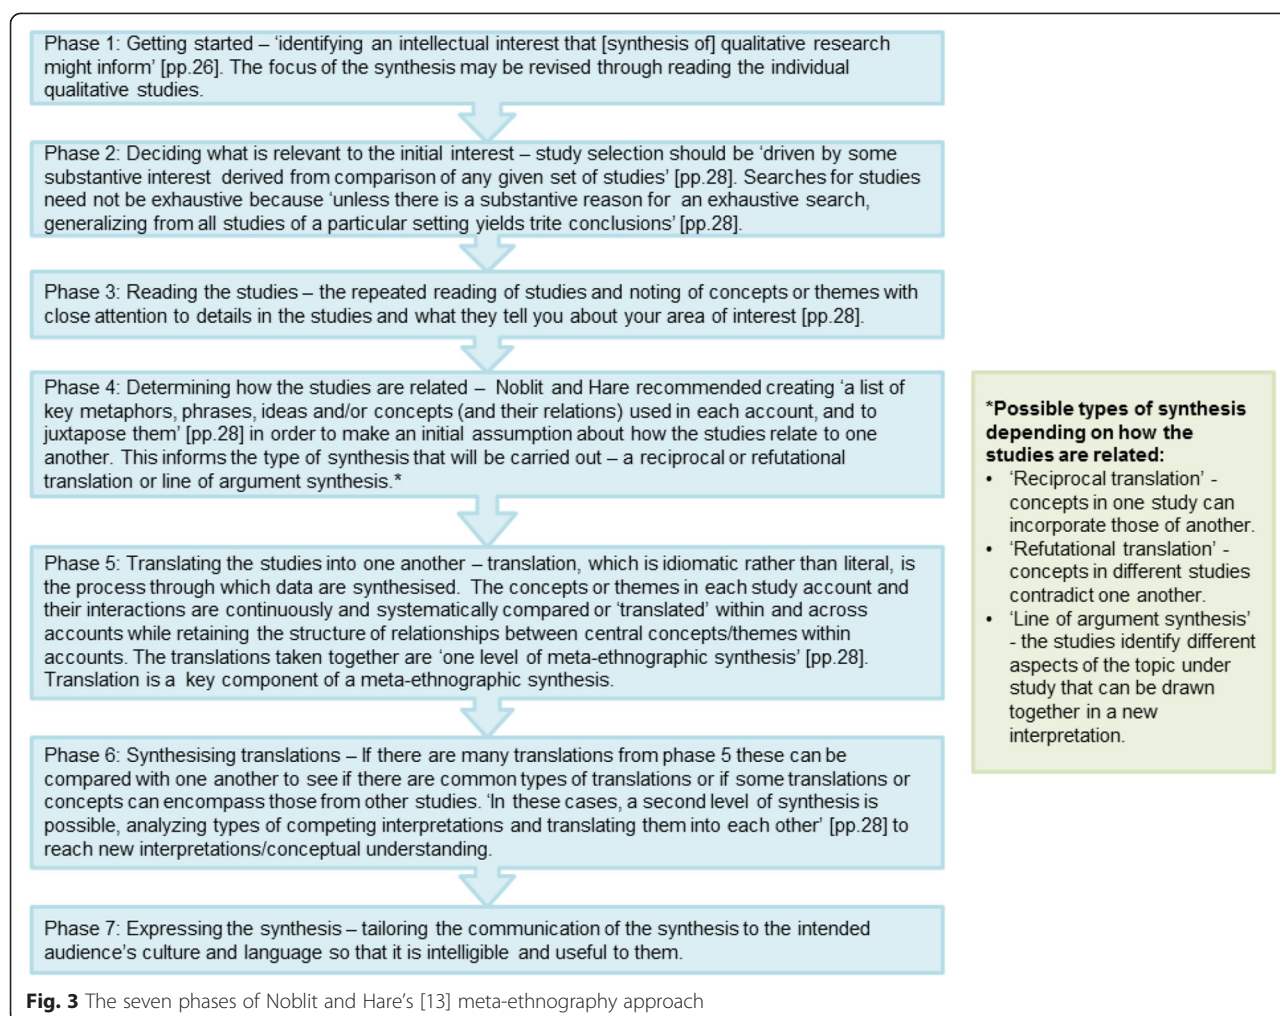 Phase 1: Getting started – ‘identifying an intellectual interest that [synthesis of] qualitative research
might inform’ [pp.26]. The focus of the synthesis may be revised through reading the individual
qualitative studies.
Phase 2: Deciding what is relevant to the initial interest – study selection should be ‘driven by some
substantive interest derived from comparison of any given set of studies’ [pp.28]. Searches for studies
need not be exhaustive because ‘unless there is a substantive reason for an exhaustive search,
generalizing from all studies of a particular setting yields trite conclusions’ [pp.28].
Phase 3: Reading the studies – the repeated reading of studies and noting of concepts or themes with
close attention to details in the studies and what they tell you about your area of interest [pp.28].
Phase 4: Determining how the studies are related – Noblit and Hare recommended creating ‘a list of
key metaphors, phrases, ideas and/or concepts (and their relations) used in each account, and to
juxtapose them’ [pp.28] in order to make an initial assumption about how the studies relate to one
another. This informs the type of synthesis that will be carried out – a reciprocal or refutational
translation or line of argument synthesis.*
*Possible types of synthesis
depending on how the
studies are related:
• ‘Reciprocal translation’ -
concepts in one study can
incorporate those of another.
• ‘Refutational translation’ -
concepts in different studies
contradict one another.
• ‘Line of argument synthesis’
- the studies identify different
aspects of the topic under
study that can be drawn
together in a new
interpretation.
Phase 5: Translating the studies into one another – translation, which is idiomatic rather than literal, is
the process through which data are synthesised. The concepts or themes in each study account and
their interactions are continuously and systematically compared or ‘translated’ within and across
accounts while retaining the structure of relationships between central concepts/themes within
accounts. The translations taken together are ‘one level of meta-ethnographic synthesis’ [pp.28].
Translation is a key component of a meta-ethnographic synthesis.
Phase 6: Synthesising translations – If there are many translations from phase 5 these can be
compared with one another to see if there are common types of translations or if some translations or
concepts can encompass those from other studies. ‘In these cases, a second level of synthesis is
possible, analyzing types of competing interpretations and translating them into each other’ [pp.28] to
reach new interpretations/conceptual understanding.
Phase 7: Expressing the synthesis – tailoring the communication of the synthesis to the intended
audience’s culture and language so that it is intelligible and useful to them.
Fig. 3 The seven phases of Noblit and Hare’s [13] meta-ethnography approach